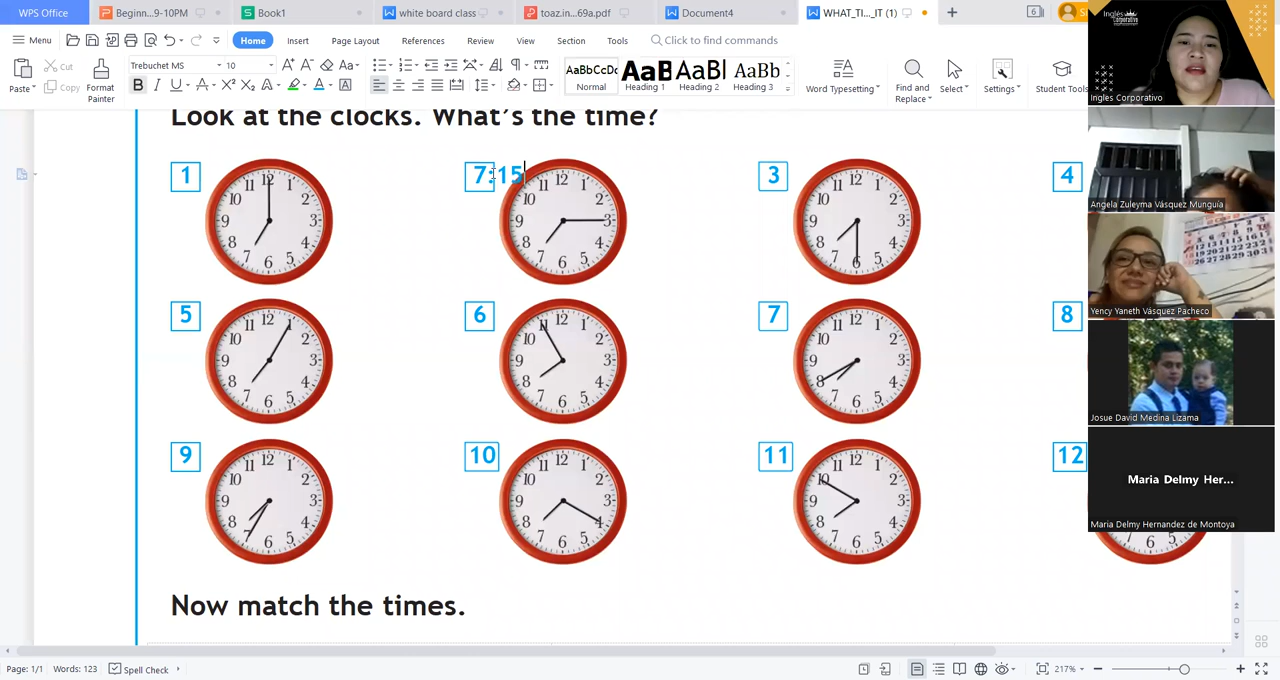 WPS Office
Beginn...9-10PM
Book1
white board class
toaz.in...69a.pdf
Document4
WHAT_TI..._IT (1)
Menu
Home
Insert
Page Layout
References
Review
View
Section
Tools
Click to find commands
Paste
Cut
Copy
Format Painter
Trebuchet MS
10
AaBbCcDd
Normal
AaB
Heading 1
AaBl
Heading 2
AaBb
Heading 3
Word Typesetting
Find and Replace
Select
Settings
Student Tools
Look at the clocks. What's the time?
1
7:15
3
4
5
6
7
8
9
10
11
12
Now match the times.
Inglés Corporativo
Ingles Corporativo
Angela Zuleyma Vásquez Munguía
Yency Yaneth Vásquez Pacheco
Josue David Medina Lizama
Maria Delmy Her...
Maria Delmy Hernandez de Montoya
Page: 1/1
Words: 123
Spell Check
217%